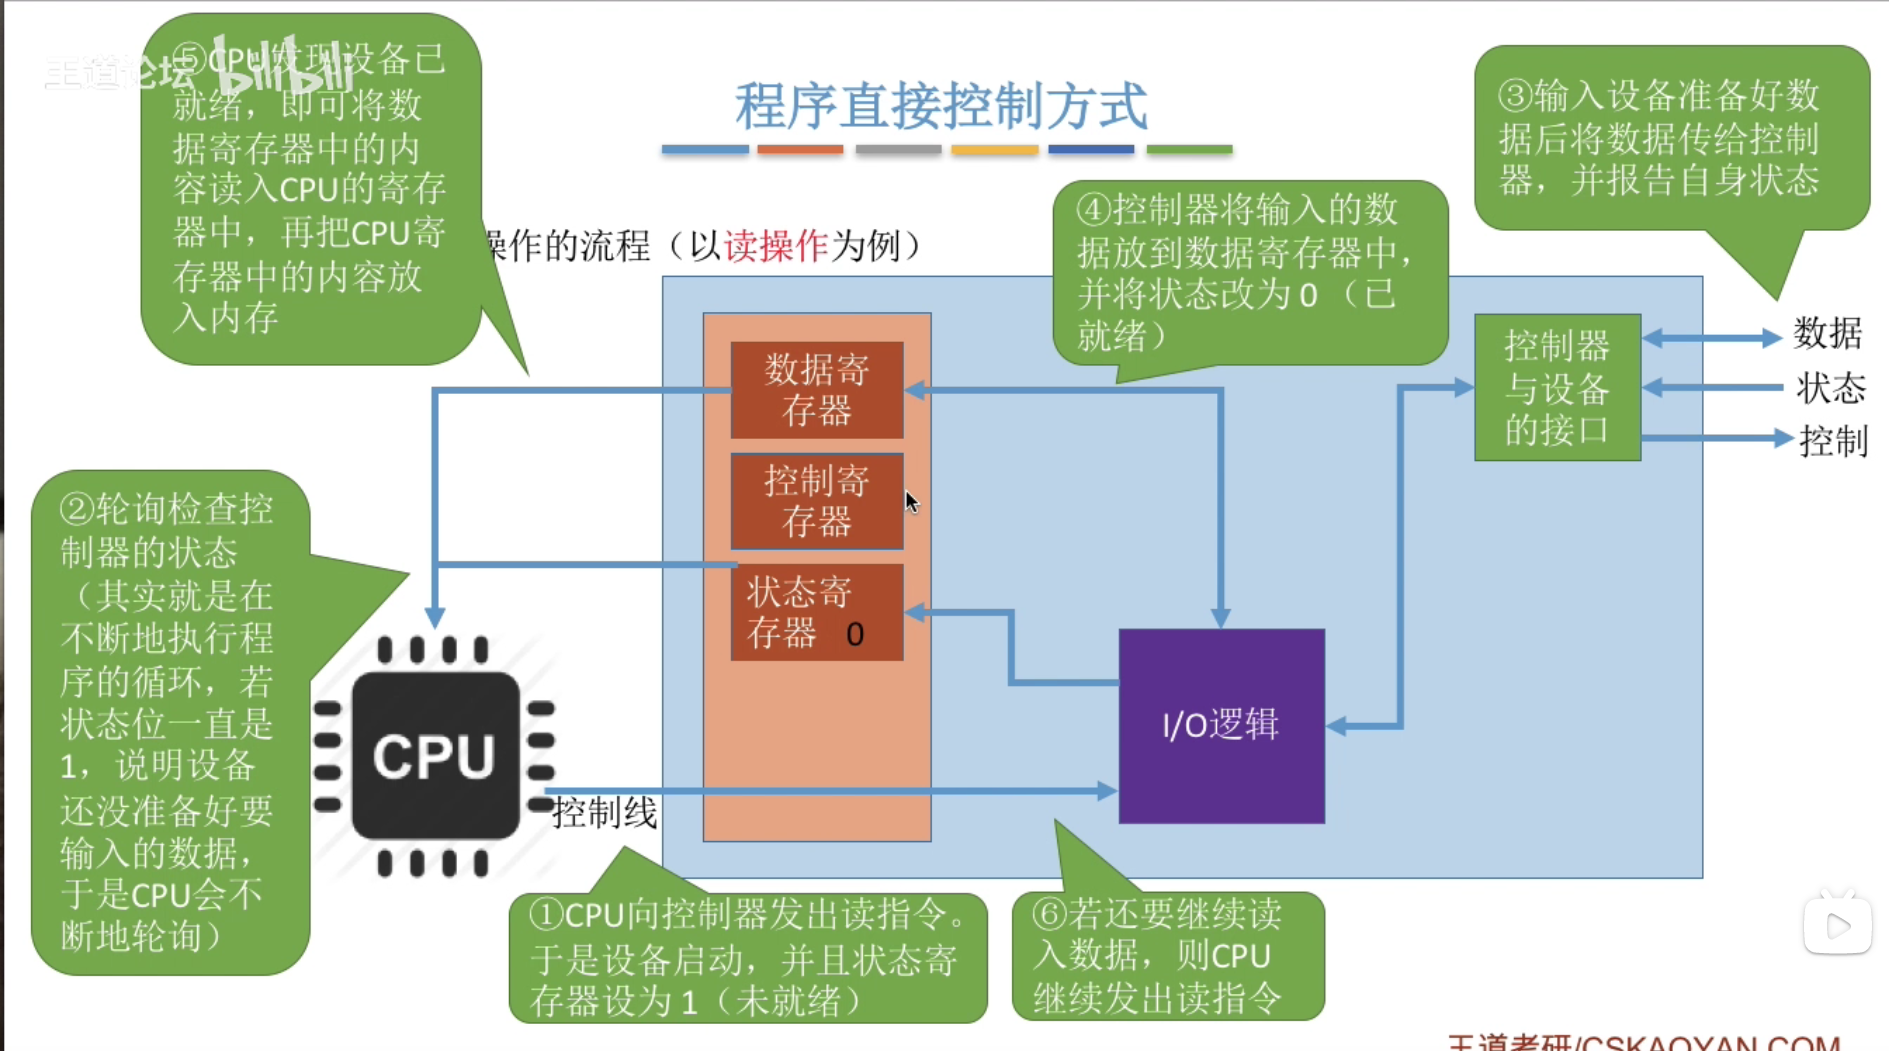 王道论坛 bilibili
程序直接控制方式
操作的流程（以读操作为例）
⑤CPU发现设备已
就绪，即可将数
据寄存器中的内
容读入CPU的寄存
器中，再把CPU寄
存器中的内容放
入内存
③输入设备准备好数
据后将数据传给控制
器，并报告自身状态
④控制器将输入的数
据放到数据寄存器中，
并将状态改为 0 （已
就绪）
数据寄
存器
控制寄
存器
状态寄
存器 0
控制器
与设备
的接口
数据
状态
控制
②轮询检查控
制器的状态
（其实就是在
不断地执行程
序的循环，若
状态位一直是
1，说明设备
还没准备好要
输入的数据，
于是CPU会不
断地轮询）
CPU
控制线
I/O逻辑
①CPU向控制器发出读指令。
于是设备启动，并且状态寄
存器设为 1（未就绪）
⑥若还要继续读
入数据，则CPU
继续发出读指令
王道考研/CSKAOYAN.COM